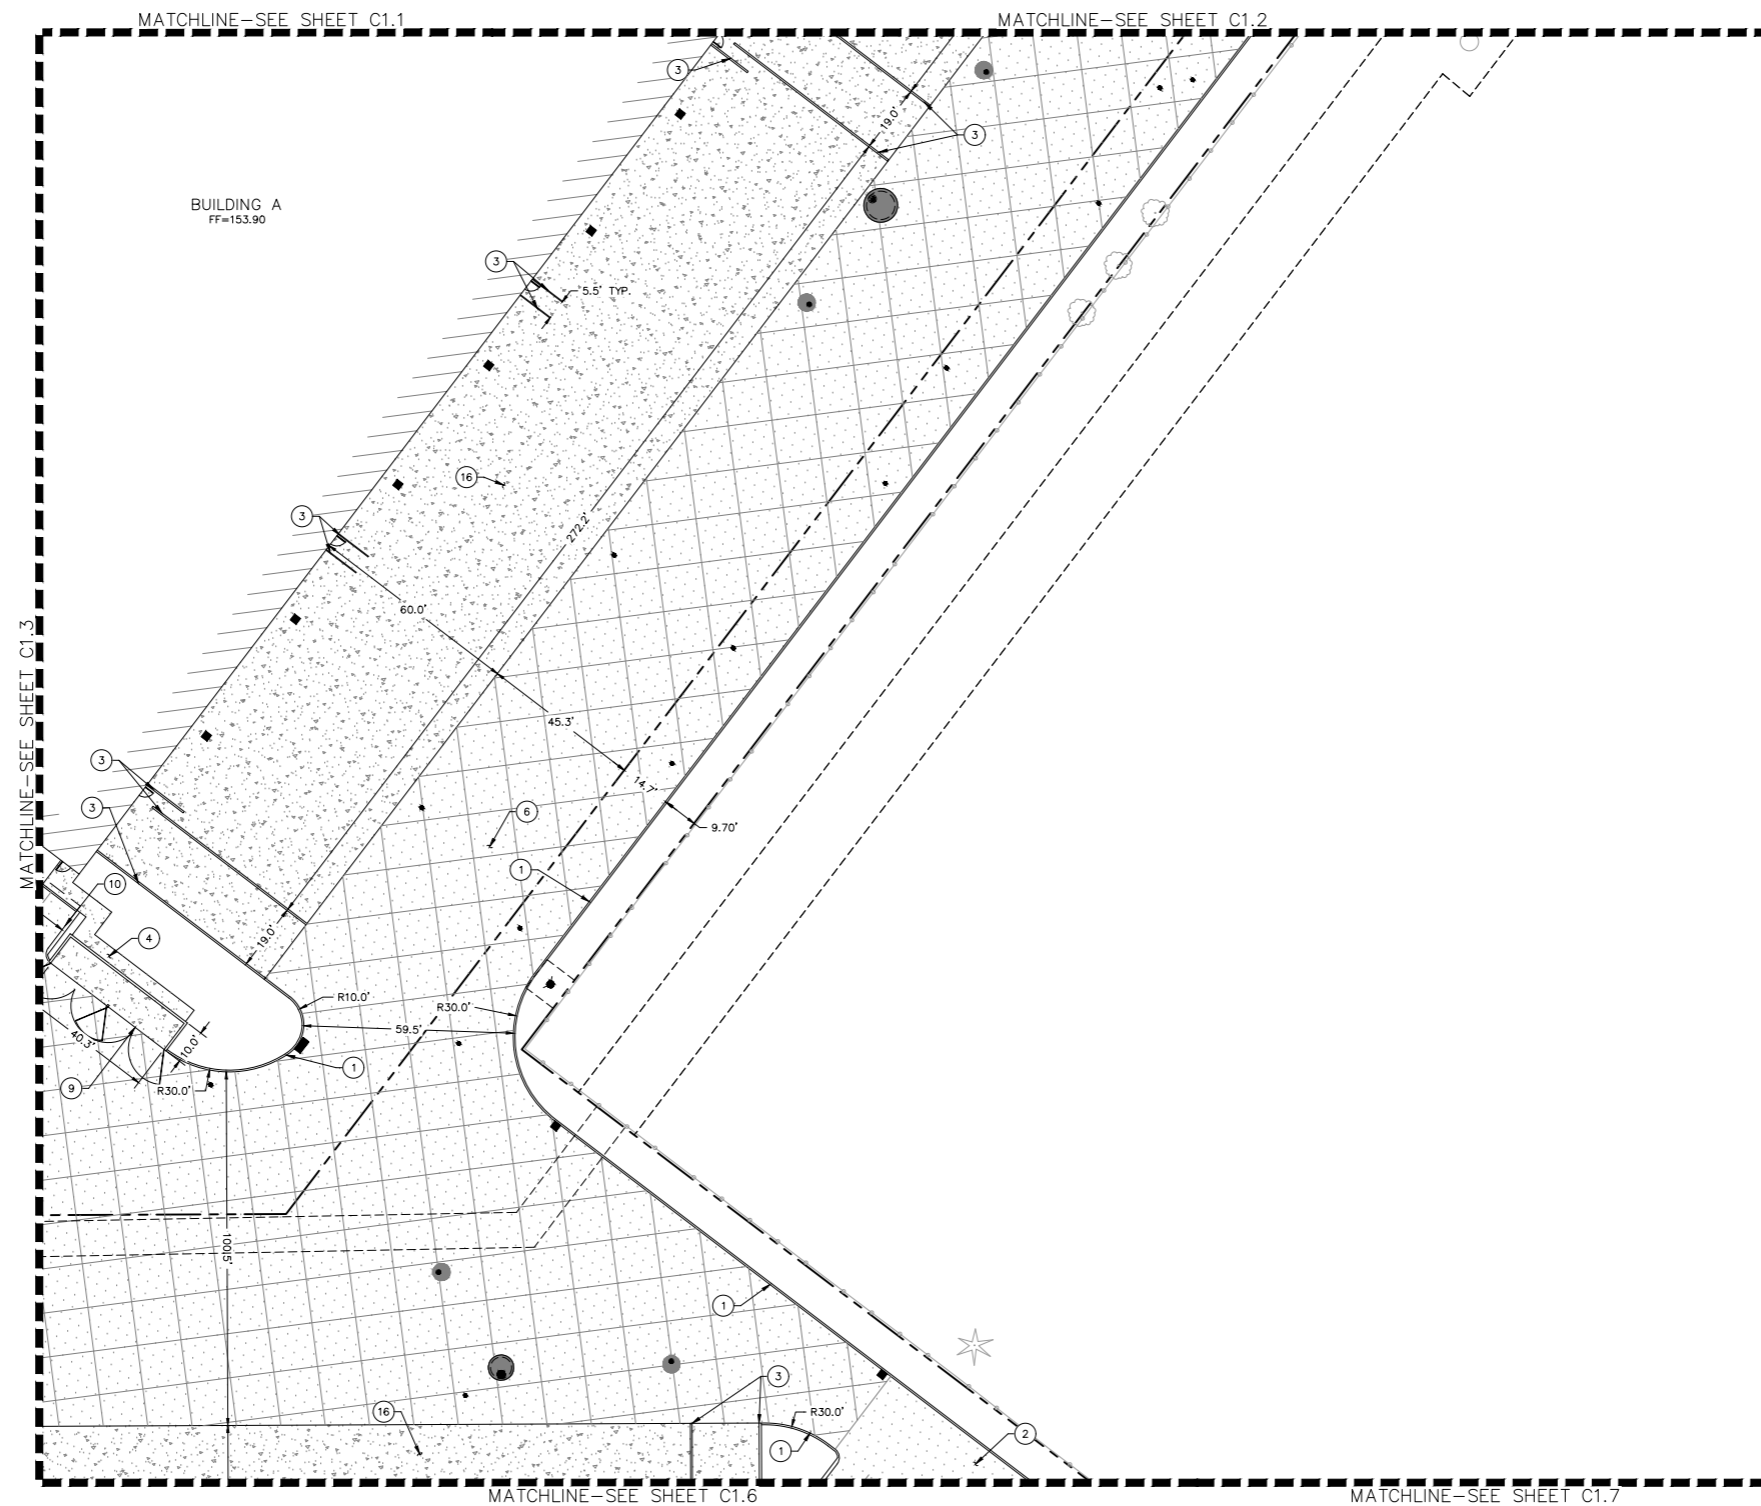 MATCHLINE-SEE SHEET C1.1
MATCHLINE-SEE SHEET C1.2
3
19.0'
3
BUILDING A
FF=153.90
3
5.5' TYP.
16
3
272.2'
60.0'
MATCHLINE-SEE SHEET C1.3
45.3'
3
14.7'
3
6
9.70'
1
10
4
19.0'
R10.0'
R30.0'
59.5'
40.3'
10.0'
1
9
R30.0'
100.5'
1
3
16
R30.0'
2
1
MATCHLINE-SEE SHEET C1.6
MATCHLINE-SEE SHEET C1.7